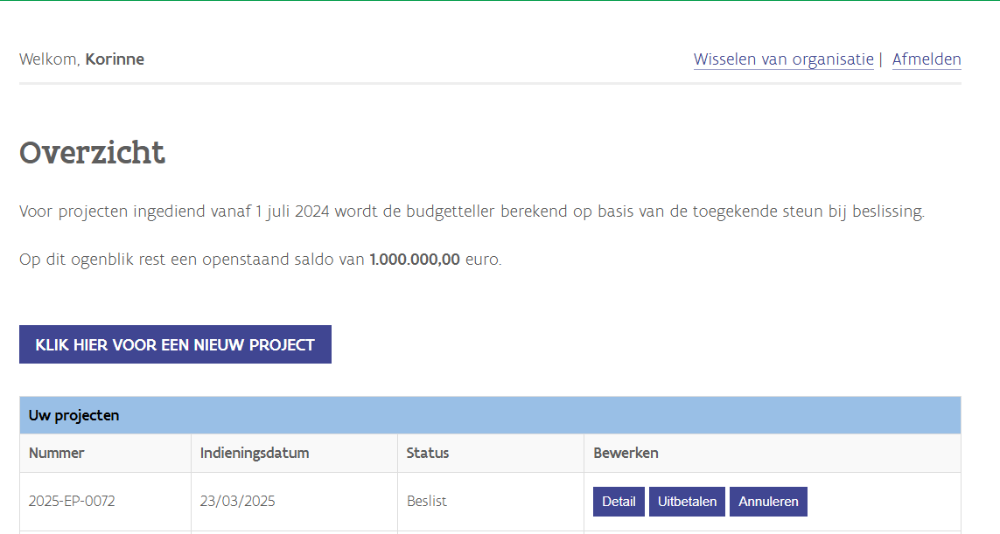 Welkom, Korinne
Wisselen van organisatie | Afmelden
Overzicht
Voor projecten ingediend vanaf 1 juli 2024 wordt de budgetteller berekend op basis van de toegekende steun bij beslissing.
Op dit ogenblik rest een openstaand saldo van 1.000.000,00 euro.
KLIK HIER VOOR EEN NIEUW PROJECT
Uw projecten
Nummer Indieningsdatum Status Bewerken
2025-EP-0072 23/03/2025 Beslist Detail Uitbetalen Annuleren